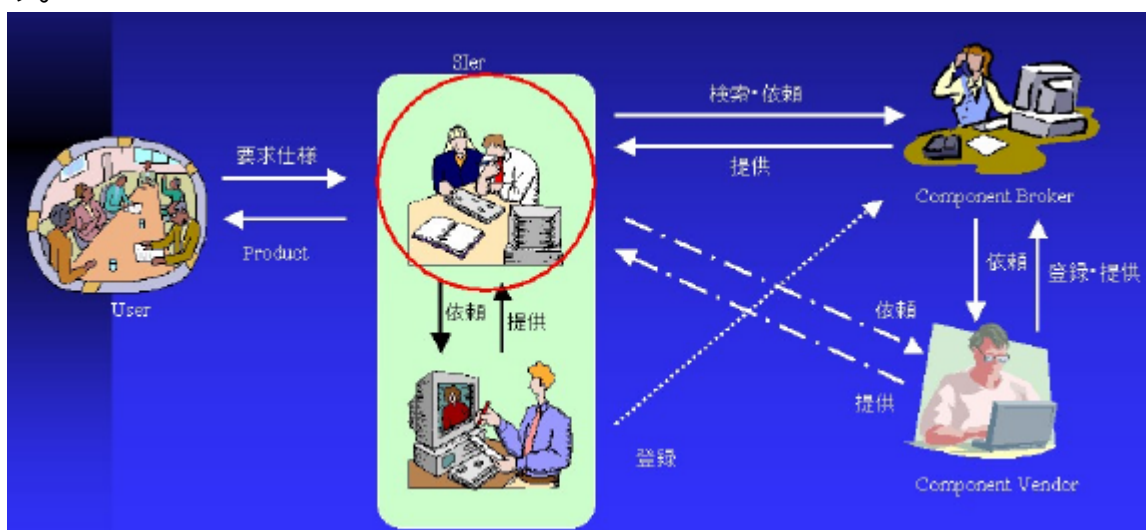 SIer
検索・依頼
要求仕様
提供
Component Broker
Product
依頼
登録・提供
User
依頼
提供
依頼
提供
登録
Component Vendor